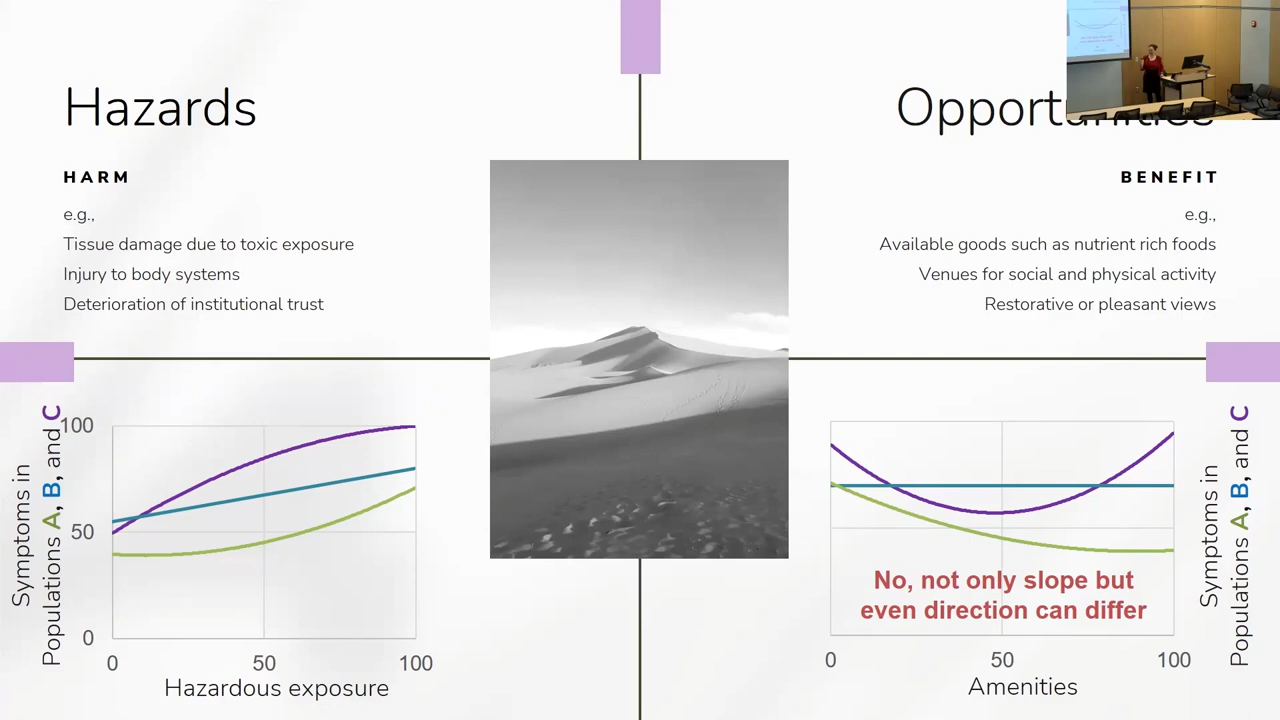 Hazards
HARM
e.g.,
Tissue damage due to toxic exposure
Injury to body systems
Deterioration of institutional trust
Opportunities
BENEFIT
e.g.,
Available goods such as nutrient rich foods
Venues for social and physical activity
Restorative or pleasant views
Symptoms in
Populations A, B, and C
100
50
0
0 50 100
Hazardous exposure
No, not only slope but
even direction can differ
0 50 100
Amenities
Symptoms in
Populations A, B, and C